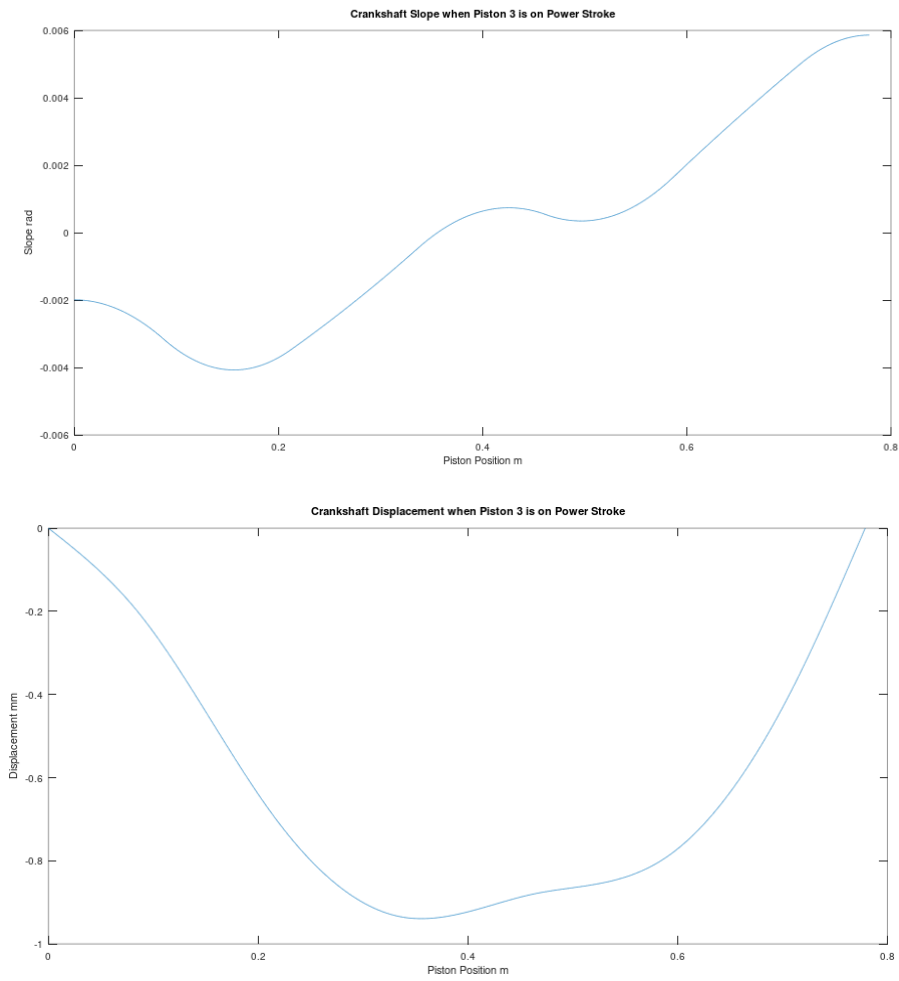 Crankshaft Slope when Piston 3 is on Power Stroke
0.006
0.004
0.002
0
-0.002
-0.004
-0.006
Slope rad
0 0.2 0.4 0.6 0.8
Piston Position m
Crankshaft Displacement when Piston 3 is on Power Stroke
0
-0.2
-0.4
-0.6
-0.8
-1
Displacement mm
0 0.2 0.4 0.6 0.8
Piston Position m